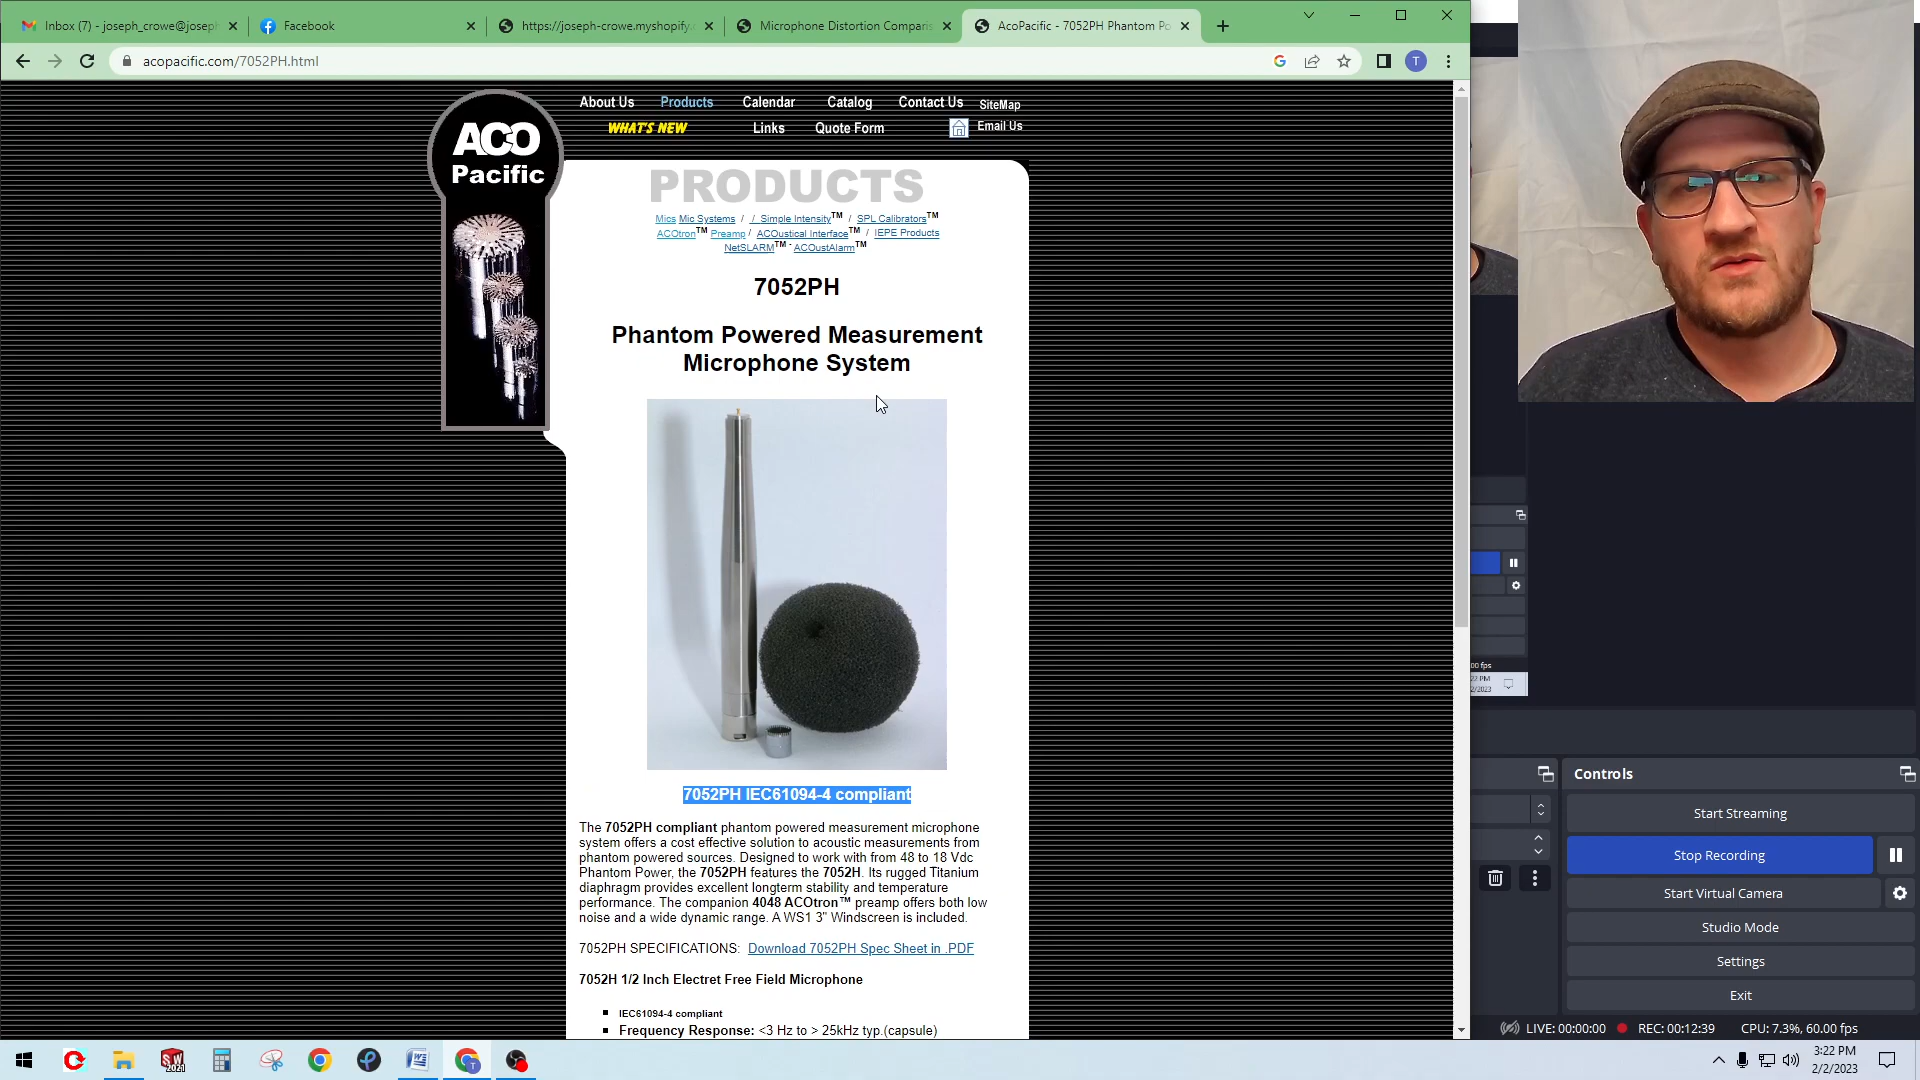 Inbox (7) - joseph_crowe@joseph
Facebook
https://joseph-crowe.myshopify.
Microphone Distortion Comparis
AcoPacific - 7052PH Phantom Po
acopacific.com/7052PH.html
T
ACO
Pacific
About Us
Products
Calendar
Catalog
Contact Us
SiteMap
WHAT'S NEW
Links
Quote Form
Email Us
PRODUCTS
Mics Mic Systems / / Simple Intensity™ / SPL Calibrators™
ACOtron™ Preamp / ACOustical Interface™ / IEPE Products
NetSLARM™ - ACOustAlarm™
7052PH
Phantom Powered Measurement
Microphone System
7052PH IEC61094-4 compliant
The 7052PH compliant phantom powered measurement microphone
system offers a cost effective solution to acoustic measurements from
phantom powered sources. Designed to work with from 48 to 18 Vdc
Phantom Power, the 7052PH features the 7052H. Its rugged Titanium
diaphragm provides excellent longterm stability and temperature
performance. The companion 4048 ACOtron™ preamp offers both low
noise and a wide dynamic range. A WS1 3" Windscreen is included.
7052PH SPECIFICATIONS: Download 7052PH Spec Sheet in .PDF
7052H 1/2 Inch Electret Free Field Microphone
IEC61094-4 compliant
Frequency Response: <3 Hz to > 25kHz typ.(capsule)
00 fps
22 PM
2/2023
Controls
Start Streaming
Stop Recording
Start Virtual Camera
Studio Mode
Settings
Exit
LIVE: 00:00:00
REC: 00:12:39
CPU: 7.3%, 60.00 fps
SW
2021
T
3:22 PM
2/2/2023